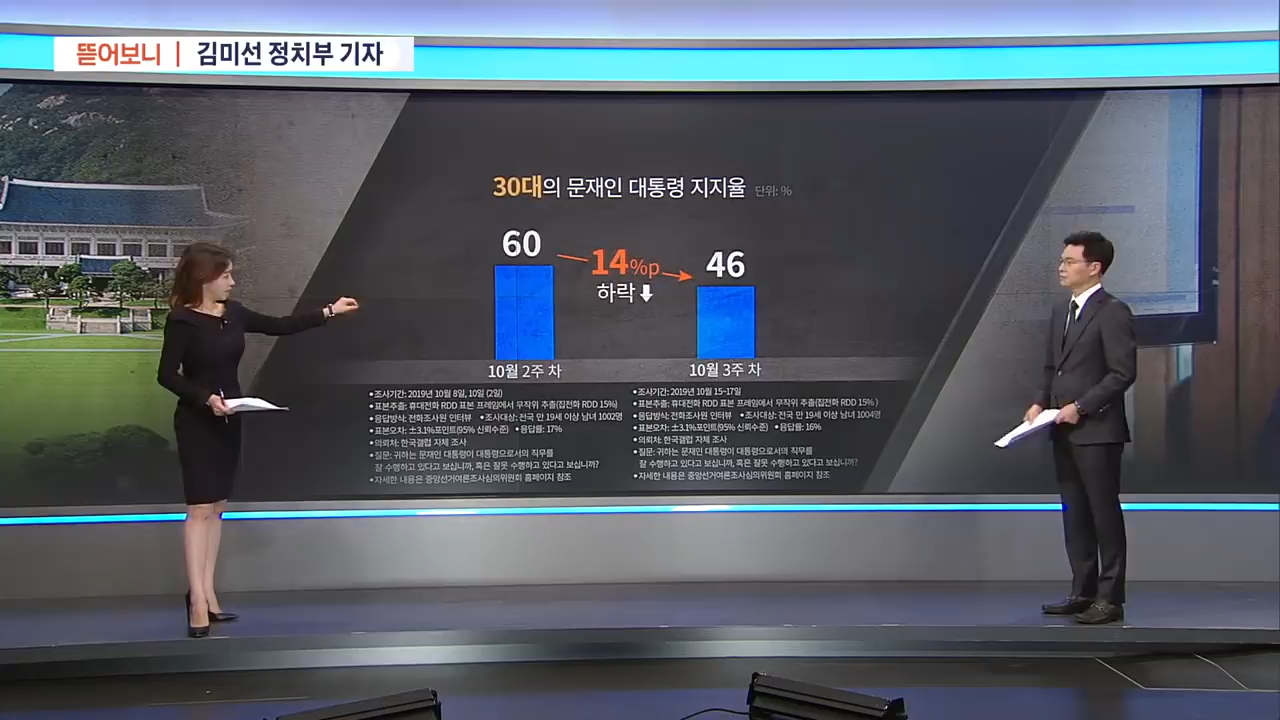 뜯어보니 | 김미선 정치부 기자
30대의 문재인 대통령 지지율 단위: %
60
14%p
하락
46
10월 2주 차
10월 3주 차
• 조사기간: 2019년 10월 8일, 10일 (2일)
• 표본추출: 휴대전화 RDD 표본 프레임에서 무작위 추출(집전화 RDD 15%)
• 응답방식: 전화조사원 인터뷰 • 조사대상: 전국 만 19세 이상 남녀 1002명
• 표본오차: ±3.1%포인트(95% 신뢰수준) • 응답률: 17%
• 의뢰처: 한국갤럽 자체 조사
• 질문: 귀하는 문재인 대통령이 대통령으로서의 직무를
잘 수행하고 있다고 보십니까, 혹은 잘못 수행하고 있다고 보십니까?
• 자세한 내용은 중앙선거여론조사심의위원회 홈페이지 참조
• 조사기간: 2019년 10월 15~17일
• 표본추출: 휴대전화 RDD 표본 프레임에서 무작위 추출(집전화 RDD 15% )
• 응답방식: 전화조사원 인터뷰 • 조사대상: 전국 만 19세 이상 남녀 1004명
• 표본오차: ±3.1%포인트(95% 신뢰수준) • 응답률: 16%
• 의뢰처: 한국갤럽 자체 조사
• 질문: 귀하는 문재인 대통령이 대통령으로서의 직무를
잘 수행하고 있다고 보십니까, 혹은 잘못 수행하고 있다고 보십니까?
• 자세한 내용은 중앙선거여론조사심의위원회 홈페이지 참조